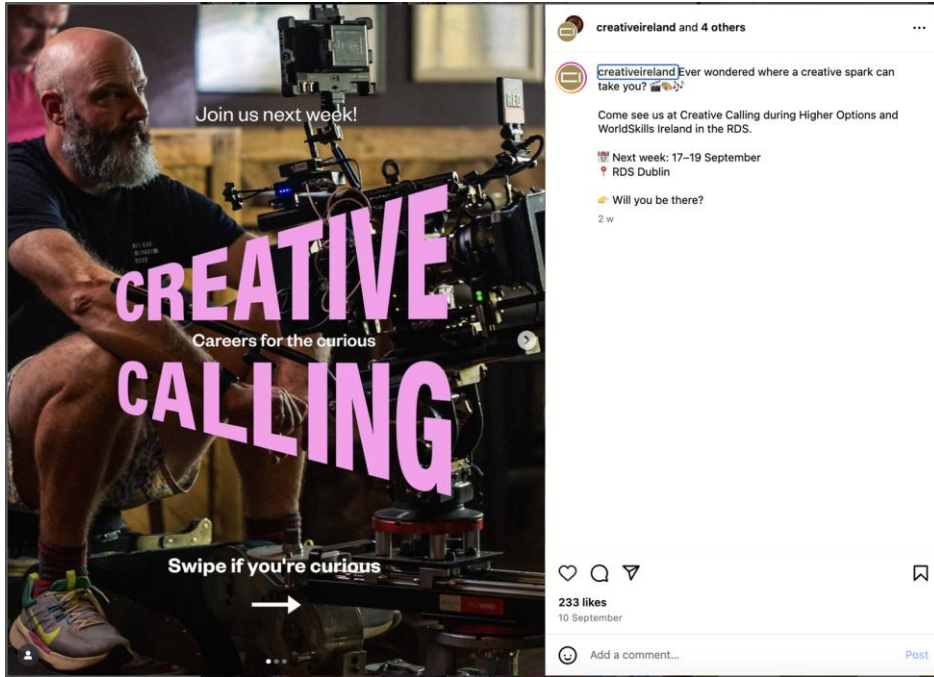 Join us next week!
CREATIVE
Careers for the curious
CALLING
Swipe if you're curious
RED
creativeireland and 4 others
creativeireland Ever wondered where a creative spark can
take you? 🎬🎨🎶
Come see us at Creative Calling during Higher Options and
WorldSkills Ireland in the RDS.
📅 Next week: 17–19 September
📍 RDS Dublin
👉 Will you be there?
2 w
233 likes
10 September
Add a comment...
Post